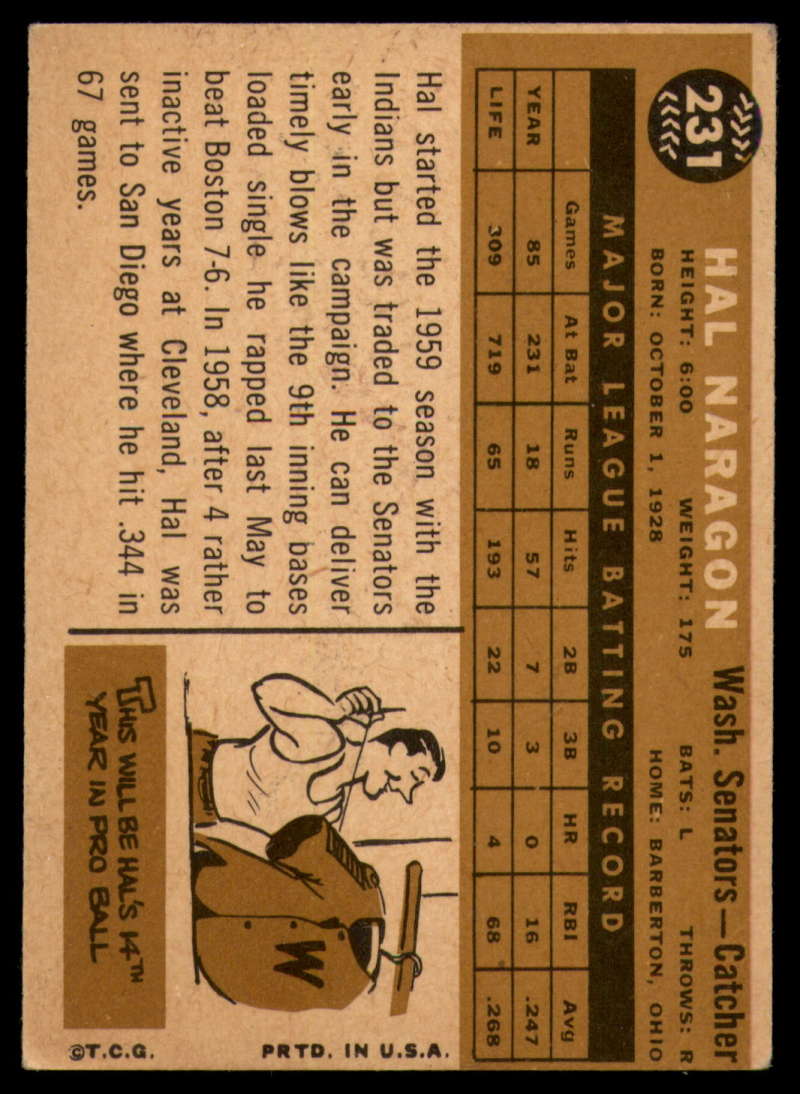 231
HAL NARAGON Wash. Senators—Catcher
HEIGHT: 6:00 WEIGHT: 175 BATS: L THROWS: R
BORN: OCTOBER 1, 1928 HOME: BARBERTON, OHIO
MAJOR LEAGUE BATTING RECORD
Games At Bat Runs Hits 2B 3B HR RBI Avg
YEAR 85 231 18 57 7 3 0 16 .247
LIFE 309 719 65 193 22 10 4 68 .268
Hal started the 1959 season with the
Indians but was traded to the Senators
early in the campaign. He can deliver
timely blows like the 9th inning bases
loaded single he rapped last May to
beat Boston 7-6. In 1958, after 4 rather
inactive years at Cleveland, Hal was
sent to San Diego where he hit .344 in
67 games.
W
THIS WILL BE HAL'S 14TH
YEAR IN PRO BALL
©T.C.G. PRTD. IN U.S.A.